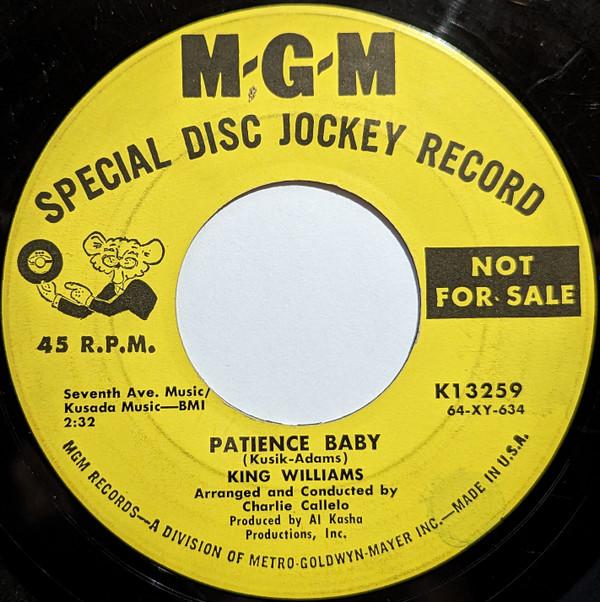 M-G-M
SPECIAL DISC JOCKEY RECORD
NOT
FOR SALE
45 R.P.M.
Seventh Ave. Music/
Kusada Music—BMI
2:32
K13259
64-XY-634
PATIENCE BABY
(Kusik-Adams)
KING WILLIAMS
Arranged and Conducted by
Charlie Callelo
Produced by Al Kasha
Productions, Inc.
MGM RECORDS—A DIVISION OF METRO-GOLDWYN-MAYER INC.—MADE IN U.S.A.